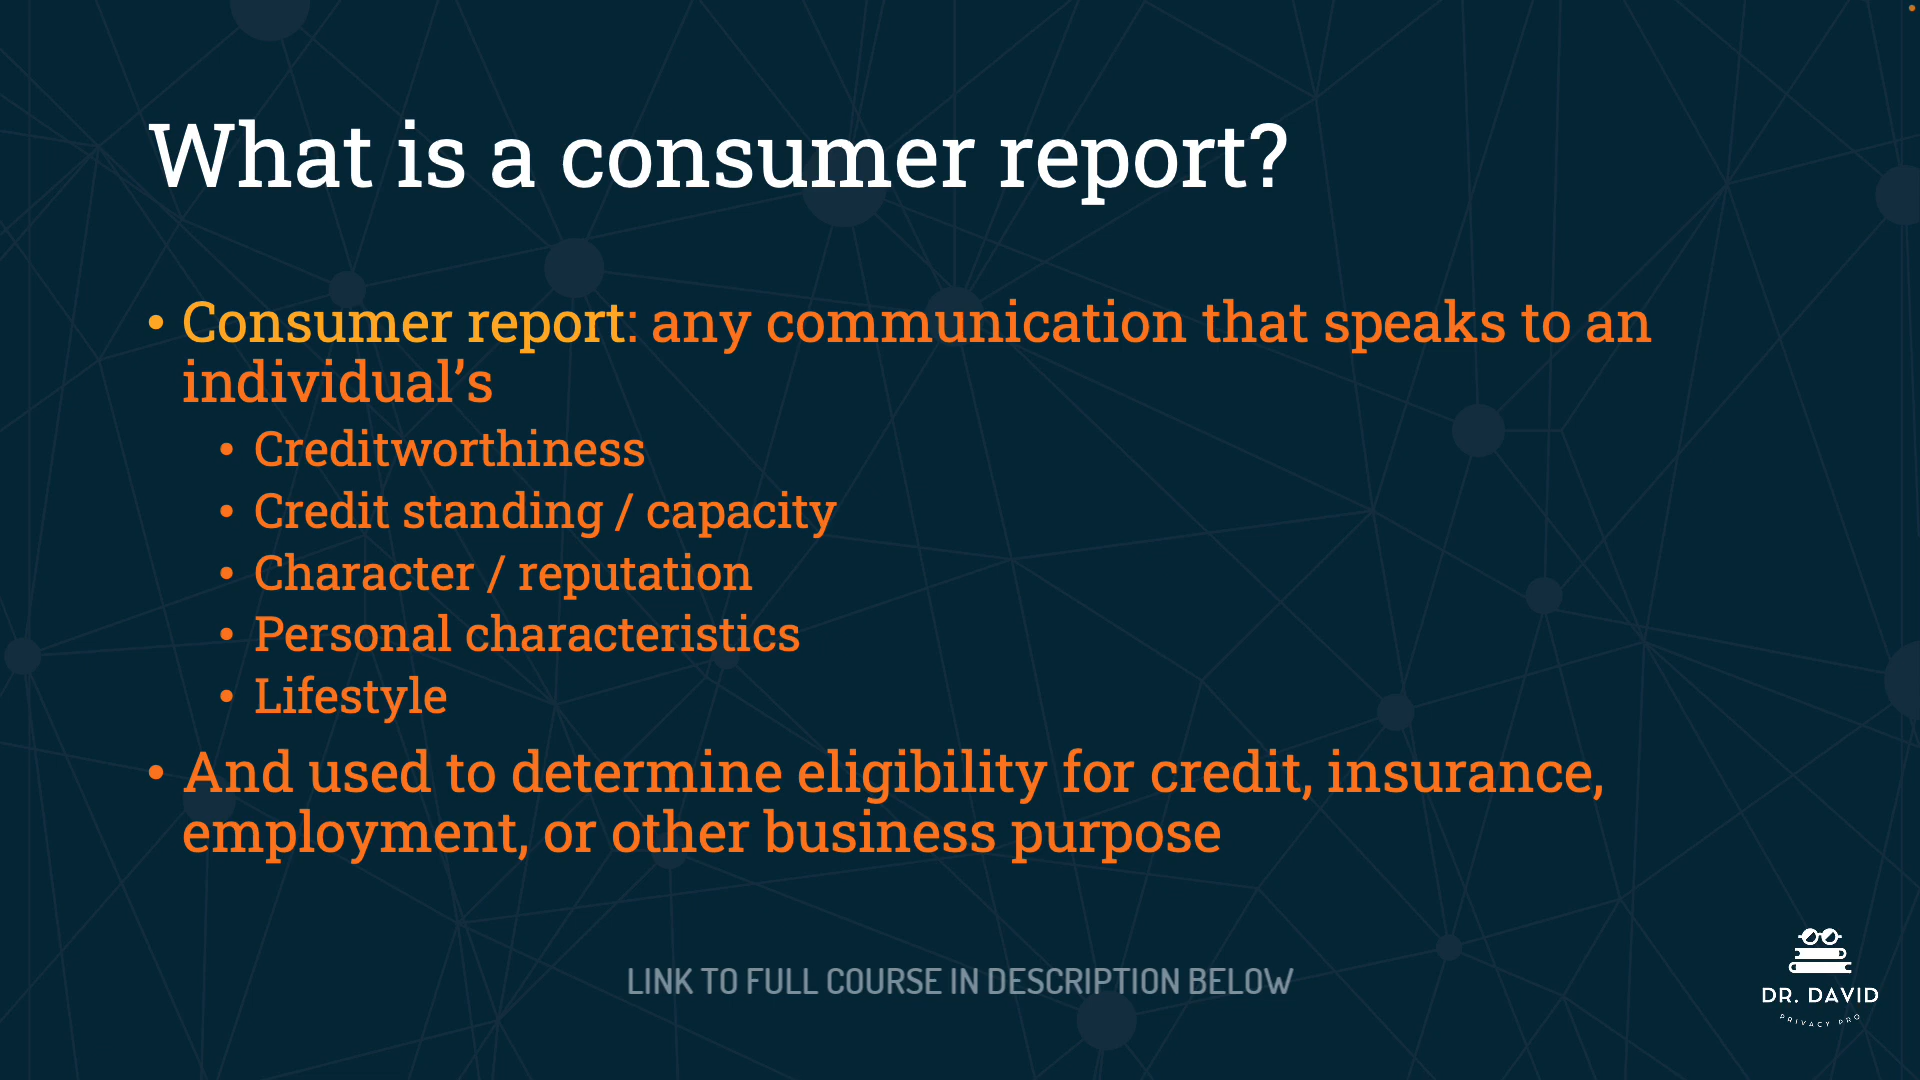 What is a consumer report?
• Consumer report: any communication that speaks to an
individual’s
• Creditworthiness
• Credit standing / capacity
• Character / reputation
• Personal characteristics
• Lifestyle
• And used to determine eligibility for credit, insurance,
employment, or other business purpose
LINK TO FULL COURSE IN DESCRIPTION BELOW
DR. DAVID
PRIVACY PRO